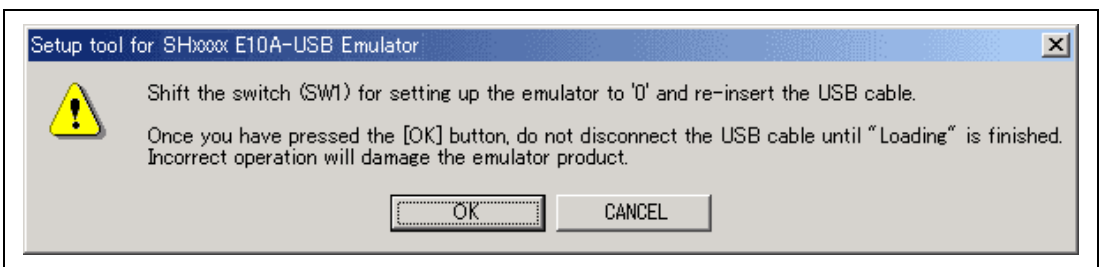 Setup tool for SHxxxx E10A-USB Emulator
Shift the switch (SW1) for setting up the emulator to '0' and re-insert the USB cable.
Once you have pressed the [OK] button, do not disconnect the USB cable until "Loading" is finished.
Incorrect operation will damage the emulator product.
OK CANCEL